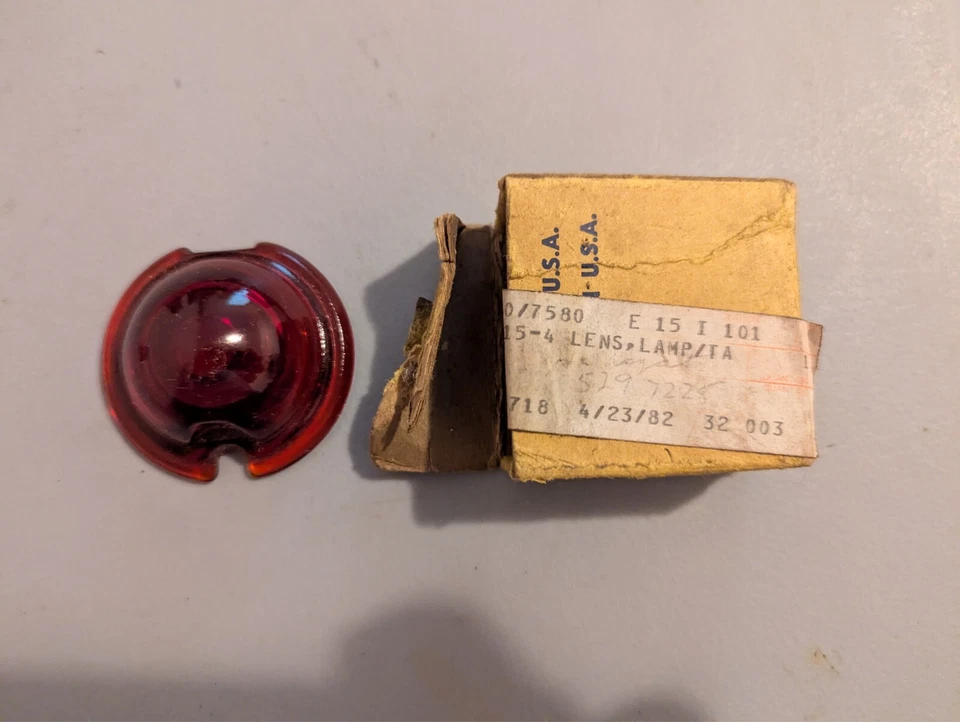 U.S.A.
U.S.A.
0/7580 E 15 I 101
15-4 LENS,LAMP/TA
529 7225
718 4/23/82 32 003